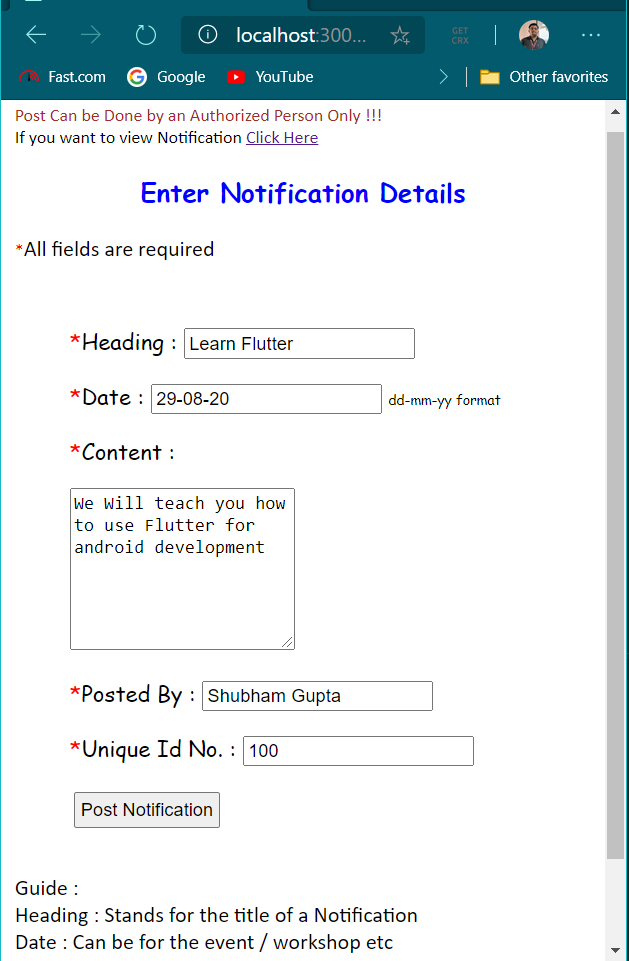 localhost:300...
GET
CRX
Fast.com Google YouTube Other favorites
Post Can be Done by an Authorized Person Only !!!
If you want to view Notification Click Here
Enter Notification Details
*All fields are required
*Heading : Learn Flutter
*Date : 29-08-20 dd-mm-yy format
*Content :
We Will teach you how
to use Flutter for
android development
*Posted By : Shubham Gupta
*Unique Id No. : 100
Post Notification
Guide :
Heading : Stands for the title of a Notification
Date : Can be for the event / workshop etc